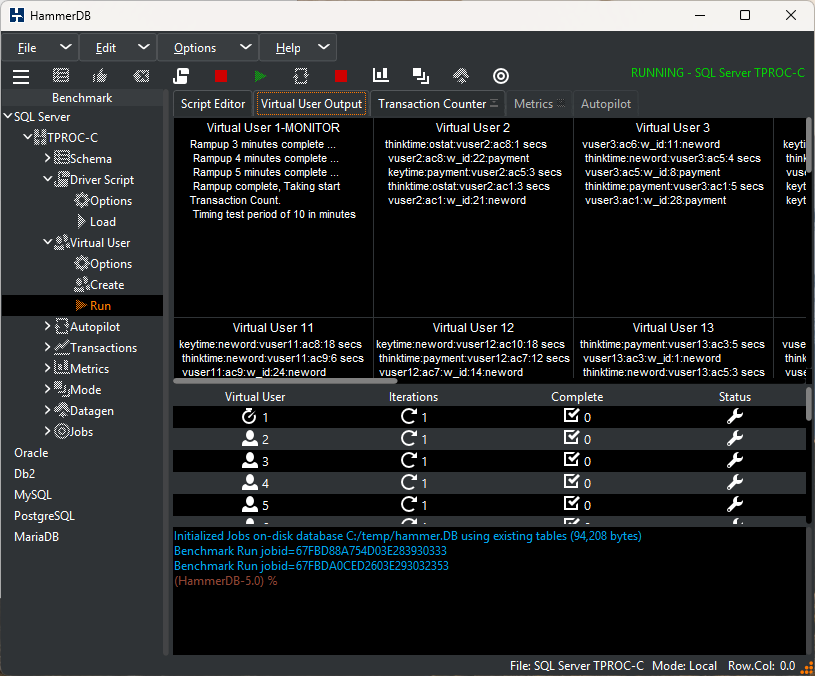 HammerDB
File Edit Options Help
RUNNING - SQL Server TPROC-C
Benchmark
SQL Server
TPROC-C
Schema
Driver Script
Options
Load
Virtual User
Options
Create
Run
Autopilot
Transactions
Metrics
Mode
Datagen
Jobs
Oracle
Db2
MySQL
PostgreSQL
MariaDB
Script Editor Virtual User Output Transaction Counter Metrics Autopilot
Virtual User 1-MONITOR
Rampup 3 minutes complete ...
Rampup 4 minutes complete ...
Rampup 5 minutes complete ...
Rampup complete, Taking start
Transaction Count.
Timing test period of 10 in minutes
Virtual User 2
thinktime:ostat:vuser2:ac8:1 secs
vuser2:ac8:w_id:22:payment
keytime:payment:vuser2:ac5:3 secs
thinktime:ostat:vuser2:ac1:3 secs
vuser2:ac1:w_id:21:neword
Virtual User 3
vuser3:ac6:w_id:11:neword
thinktime:neword:vuser3:ac5:4 secs
vuser3:ac5:w_id:8:payment
thinktime:payment:vuser3:ac1:5 secs
vuser3:ac1:w_id:28:payment
Virtual User 11
keytime:neword:vuser11:ac8:18 secs
thinktime:neword:vuser11:ac9:6 secs
vuser11:ac9:w_id:24:neword
Virtual User 12
keytime:neword:vuser12:ac10:18 secs
thinktime:payment:vuser12:ac7:12 secs
vuser12:ac7:w_id:14:neword
Virtual User 13
thinktime:payment:vuser13:ac3:5 secs
vuser13:ac3:w_id:1:neword
thinktime:neword:vuser13:ac5:3 secs
Virtual User Iterations Complete Status
1 1 0
2 1 0
3 1 0
4 1 0
5 1 0
Initialized Jobs on-disk database C:/temp/hammer.DB using existing tables (94,208 bytes)
Benchmark Run jobid=67FBD88A754D03E283930333
Benchmark Run jobid=67FBDA0CED2603E293032353
(HammerDB-5.0) %
File: SQL Server TPROC-C Mode: Local Row.Col: 0.0